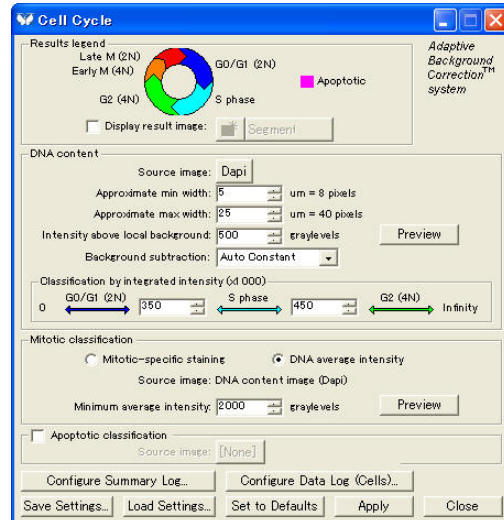 Cell Cycle
Results legend
Late M (2N)
Early M (4N)
G2 (4N)
G0/G1 (2N)
S phase
Apoptotic
Adaptive
Background
Correction™
system
Display result image:
Segment
DNA content
Source image: Dapi
Approximate min width: 5 um = 8 pixels
Approximate max width: 25 um = 40 pixels
Intensity above local background: 500 graylevels Preview
Background subtraction: Auto Constant
Classification by integrated intensity (x1 000)
G0/G1 (2N) S phase G2 (4N)
0 350 450 Infinity
Mitotic classification
Mitotic-specific staining DNA average intensity
Source image: DNA content image (Dapi)
Minimum average intensity: 2000 graylevels Preview
Apoptotic classification
Source image: [None]
Configure Summary Log... Configure Data Log (Cells)...
Save Settings... Load Settings... Set to Defaults Apply Close